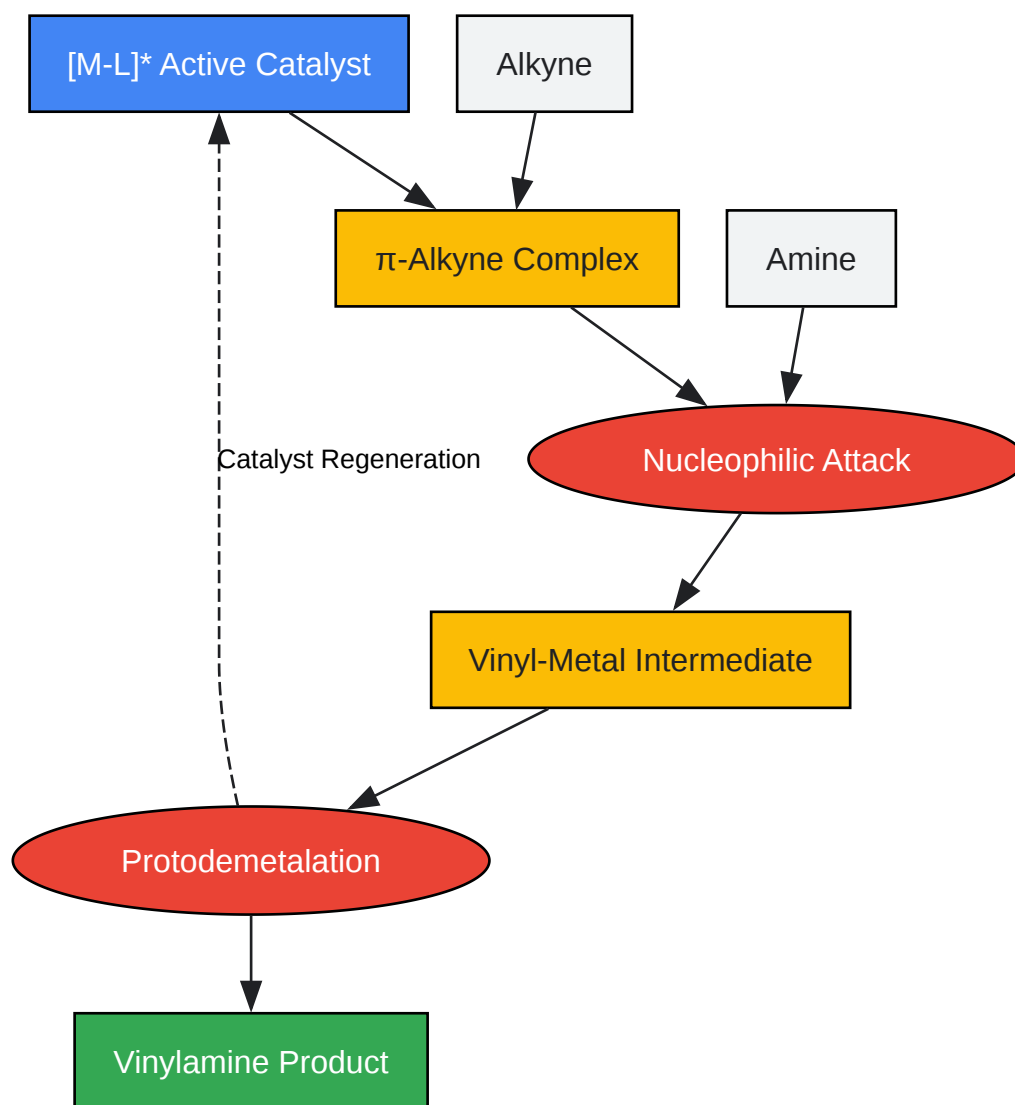 [M-L]* Active Catalyst
Alkyne
π-Alkyne Complex
Amine
Catalyst Regeneration
Nucleophilic Attack
Vinyl-Metal Intermediate
Protodemetalation
Vinylamine Product